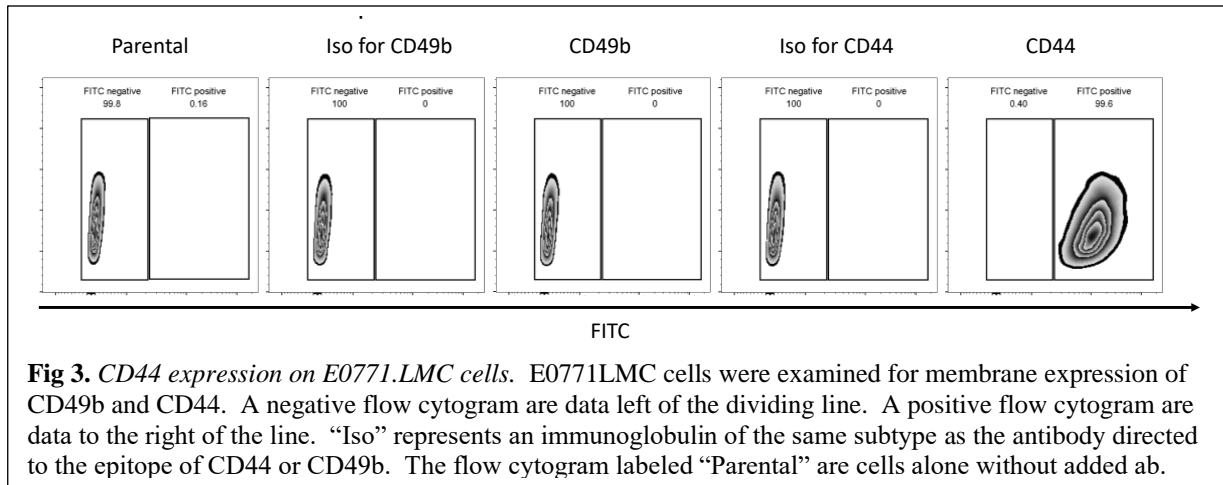 Parental Iso for CD49b CD49b Iso for CD44 CD44
FITC negative FITC positive FITC negative FITC positive FITC negative FITC positive FITC negative FITC positive FITC negative FITC positive
99.8 0.16 100 0 100 0 100 0 0.40 99.6
FITC
Fig 3. CD44 expression on E0771.LMC cells. E0771LMC cells were examined for membrane expression of
CD49b and CD44. A negative flow cytogram are data left of the dividing line. A positive flow cytogram are
data to the right of the line. “Iso” represents an immunoglobulin of the same subtype as the antibody directed
to the epitope of CD44 or CD49b. The flow cytogram labeled “Parental” are cells alone without added ab.